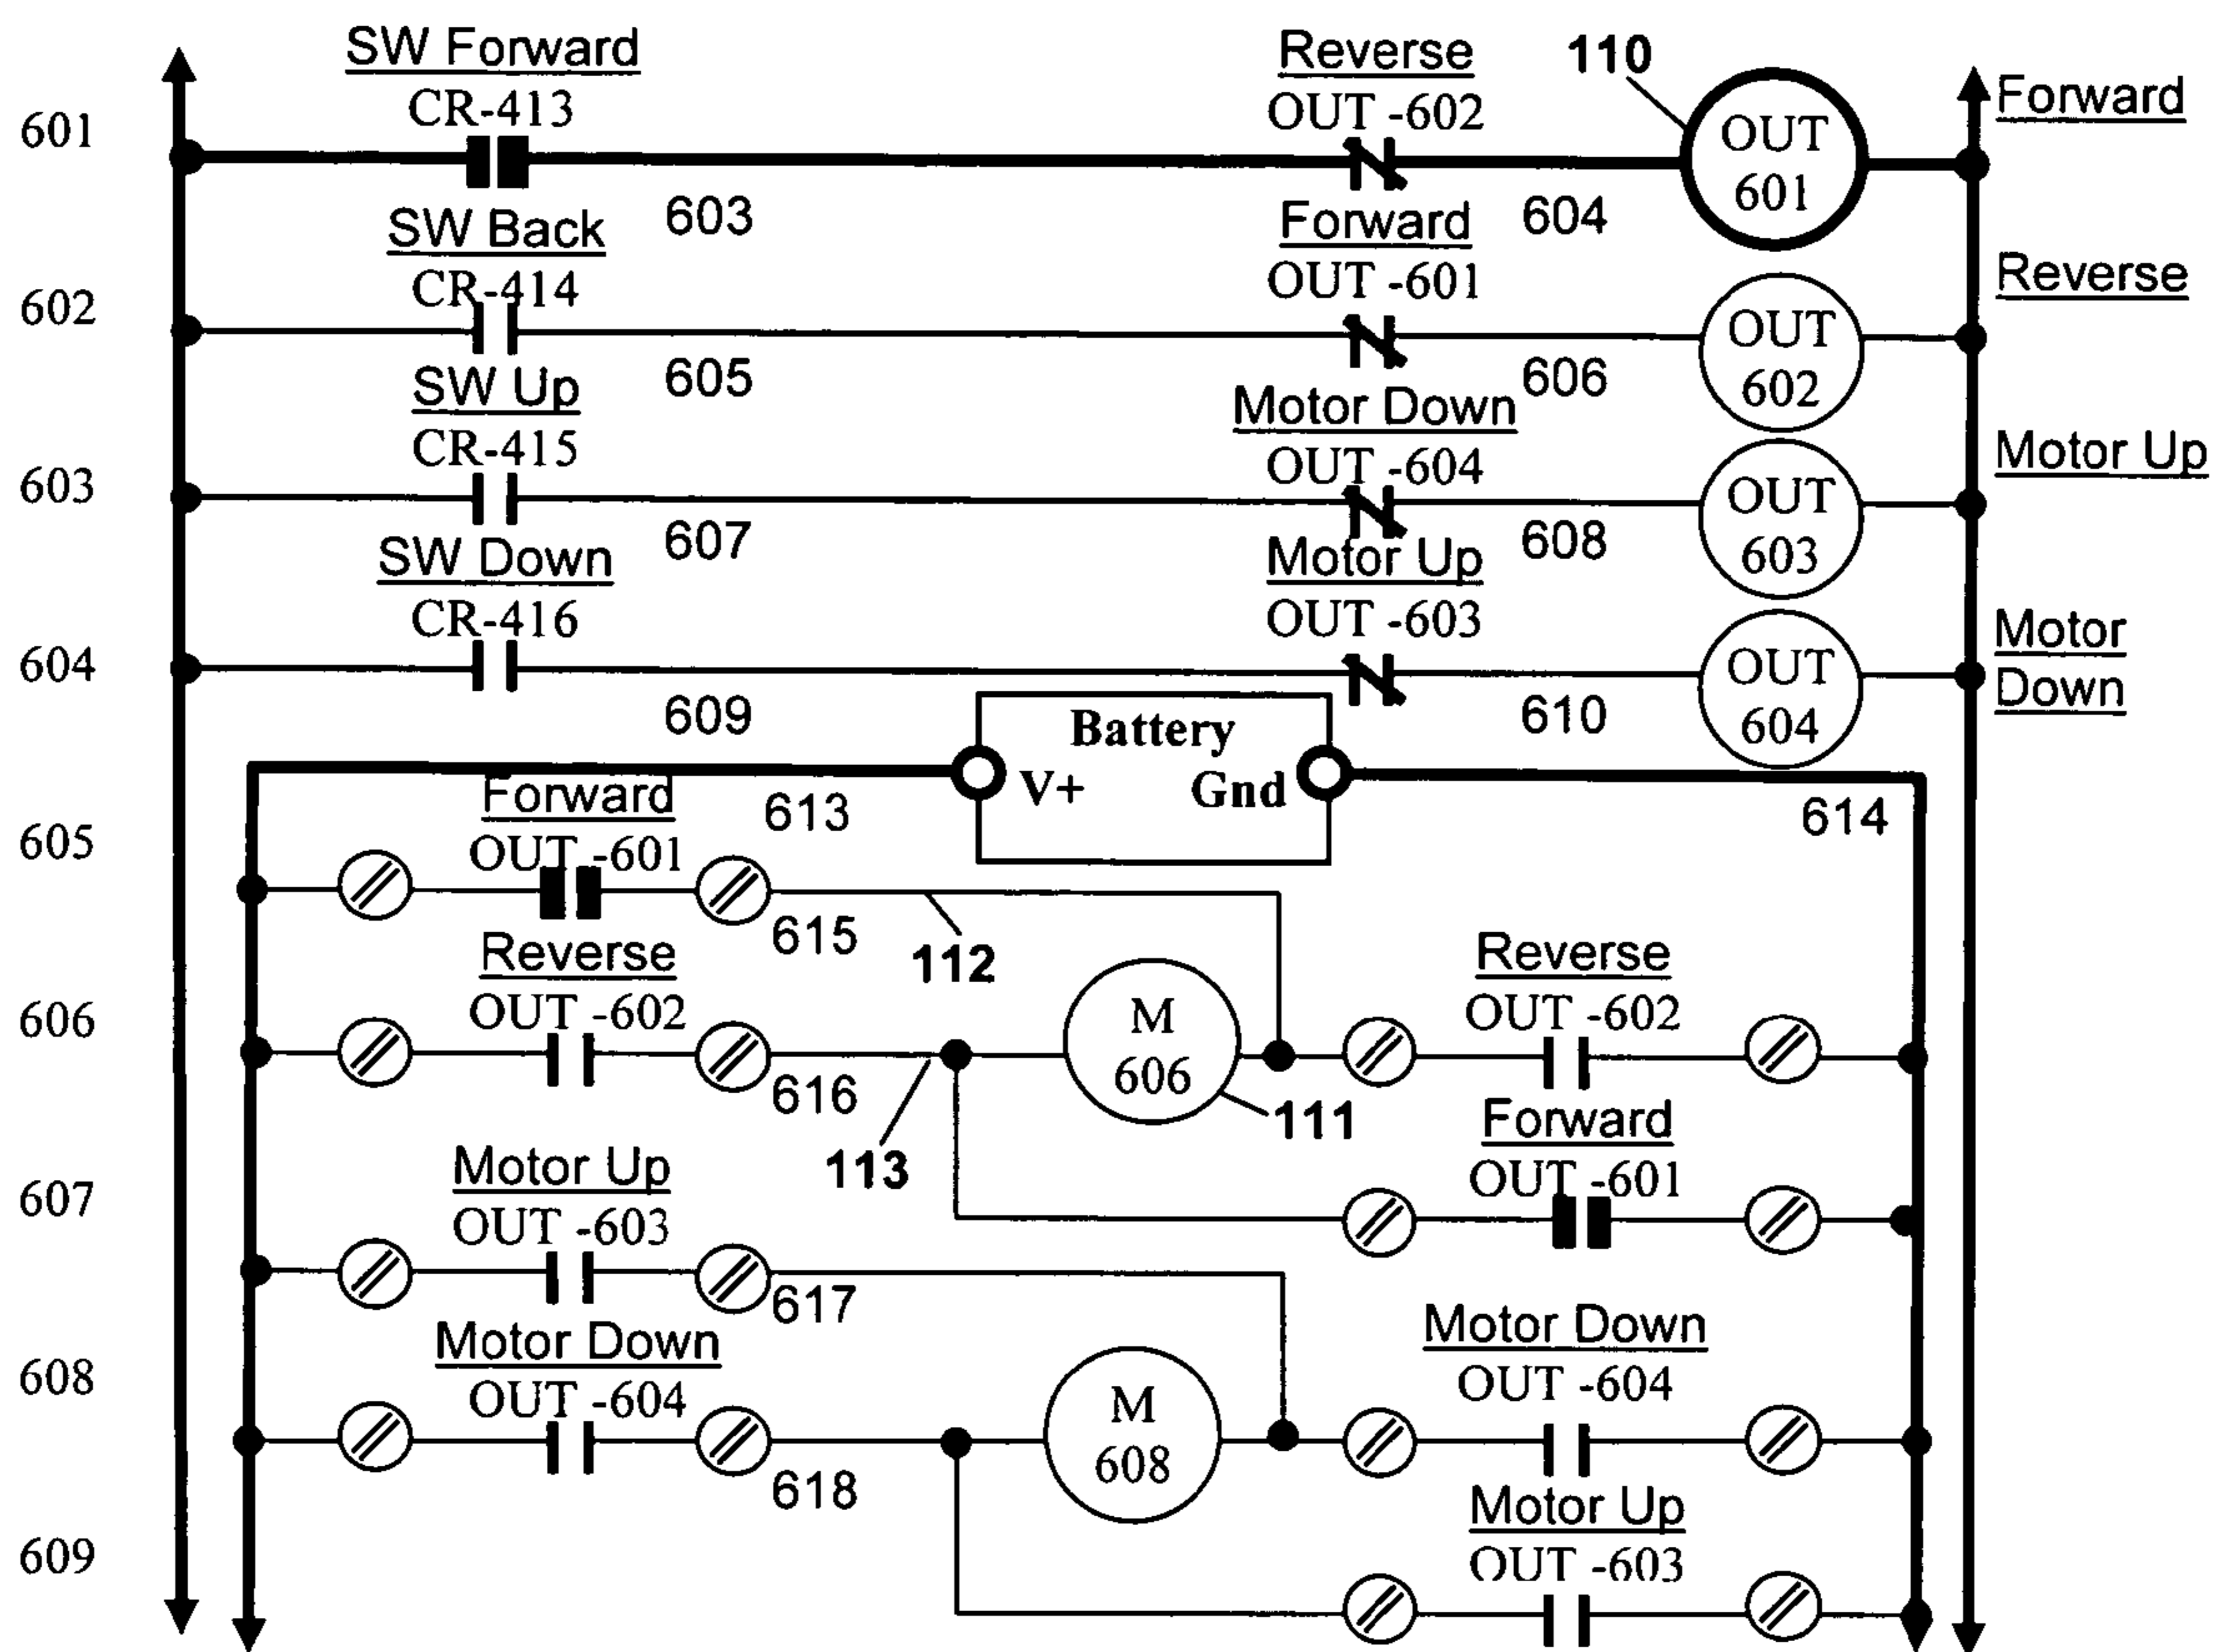 SW Forward
CR-413
Reverse
OUT -602
110
Forward
601
OUT
601
603
604
SW Back
CR-414
Forward
OUT -601
Reverse
602
OUT
602
605
606
SW Up
CR-415
Motor Down
OUT -604
Motor Up
603
OUT
603
607
608
SW Down
CR-416
Motor Up
OUT -603
Motor
Down
604
OUT
604
609
610
Battery
V+
Gnd
613
614
605
Forward
OUT -601
615
112
606
Reverse
OUT -602
616
113
M
606
111
Reverse
OUT -602
Forward
OUT -601
607
Motor Up
OUT -603
617
608
Motor Down
OUT -604
618
M
608
Motor Down
OUT -604
609
Motor Up
OUT -603